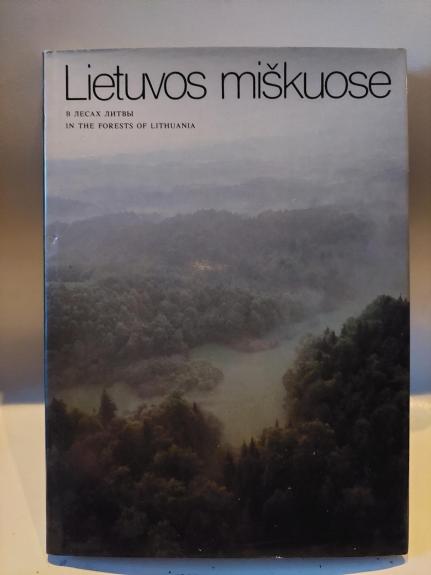 Lietuvos miškuose
В ЛЕСАХ ЛИТВЫ
IN THE FORESTS OF LITHUANIA